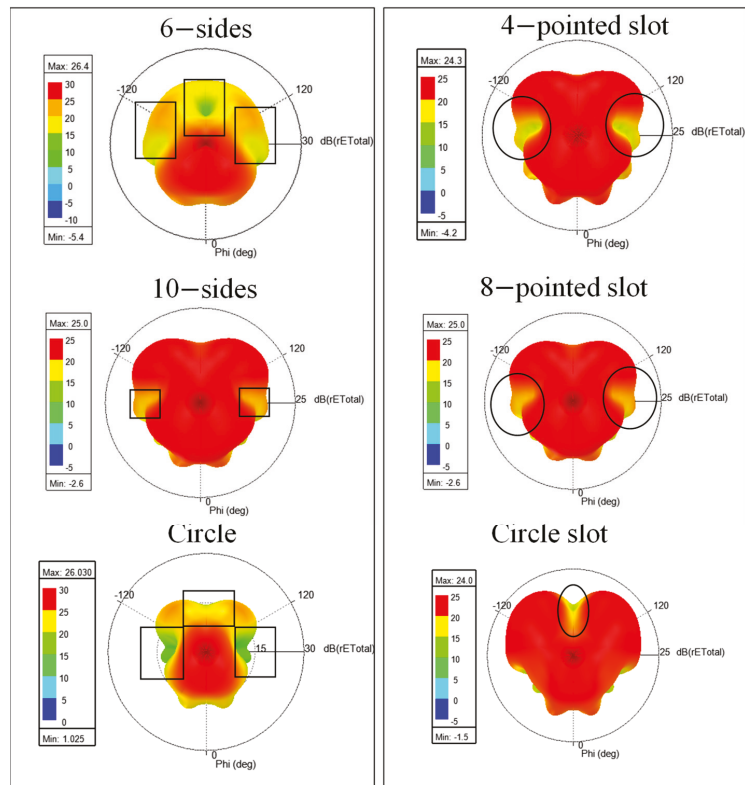 6−sides
Max: 26.4
30
25
20
15
10
5
0
-5
-10
Min: -5.4
-120
120
30
dB(rETotal)
0
Phi (deg)
10−sides
Max: 25.0
25
20
15
10
5
0
-5
Min: -2.6
-120
120
25
dB(rETotal)
0
Phi (deg)
Circle
Max: 26.030
30
25
20
15
10
5
0
Min: 1.025
-120
120
15
30
dB(rETotal)
0
Phi (deg)
4−pointed slot
Max: 24.3
25
20
15
10
5
0
-5
Min: -4.2
-120
120
25
dB(rETotal)
0
Phi (deg)
8−pointed slot
Max: 25.0
25
20
15
10
5
0
-5
Min: -2.6
-120
120
25
dB(rETotal)
0
Phi (deg)
Circle slot
Max: 24.0
25
20
15
10
5
0
-5
Min: -1.5
-120
120
25
dB(rETotal)
0
Phi (deg)